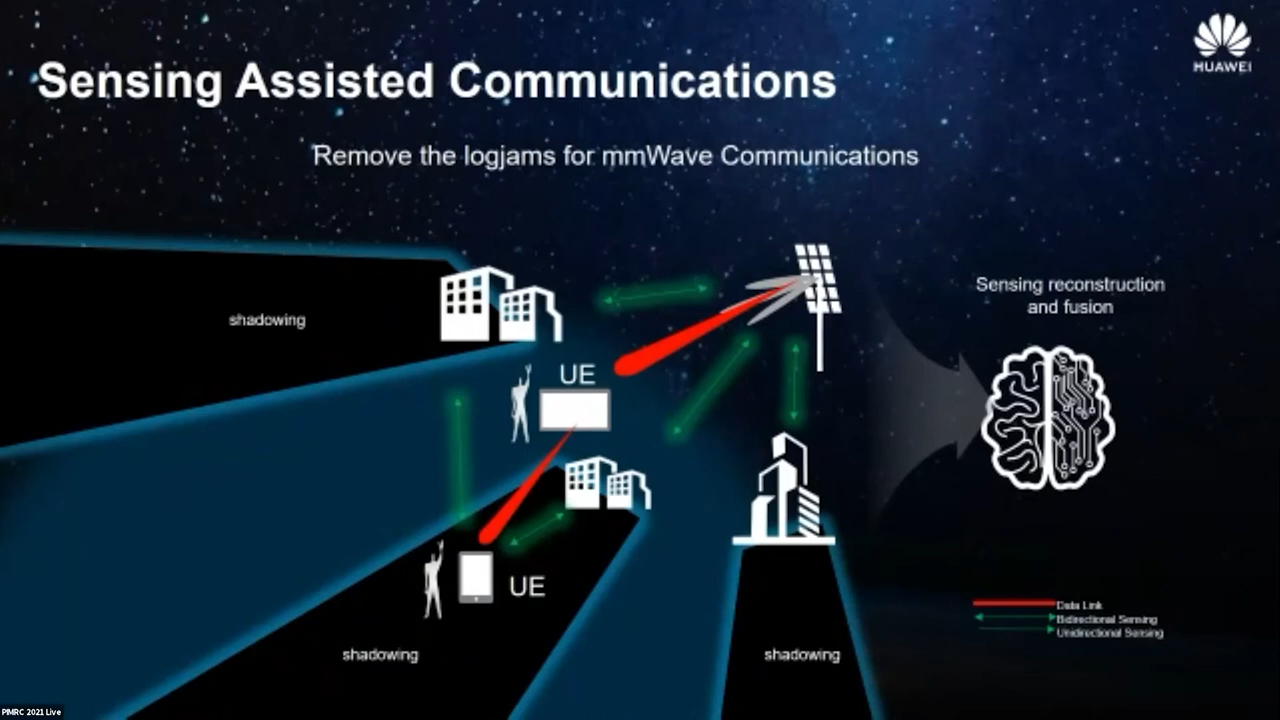 HUAWEI
Sensing Assisted Communications
Remove the logjams for mmWave Communications
Sensing reconstruction
and fusion
shadowing
UE
UE
Data Link
Bidirectional Sensing
Unidirectional Sensing
shadowing
shadowing
PIMRC 2021 Live